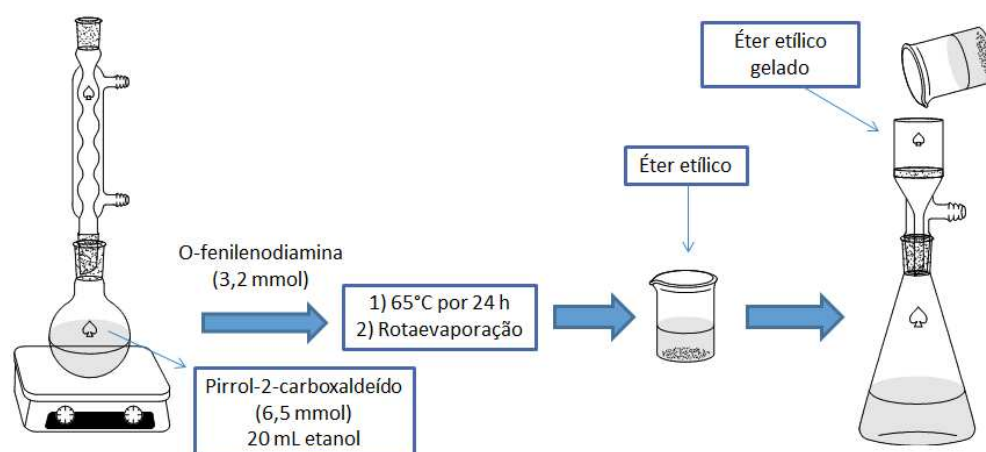 O-fenilenodiamina
(3,2 mmol)
Pirrol-2-carboxaldeído
(6,5 mmol)
20 mL etanol
1) 65°C por 24 h
2) Rotaevaporação
Éter etílico
Éter etílico
gelado